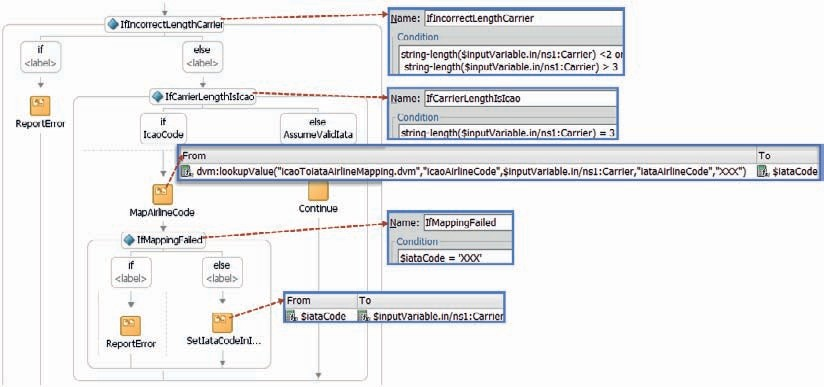 IfIncorrectLengthCarrier
Name: IfIncorrectLengthCarrier
Condition
string-length($inputVariable.in/ns1:Carrier) <2 or
string-length($inputVariable.in/ns1:Carrier) > 3
if
<label>
else
<label>
ReportError
IfCarrierLengthIsIcao
Name: IfCarrierLengthIsIcao
Condition
string-length($inputVariable.in/ns1:Carrier) = 3
if
IcaoCode
else
AssumeValidIata
From
To
dvm:lookupValue("IcaoToIataAirlineMapping.dvm","icaoAirlineCode",$inputVariable.in/ns1:Carrier,"iataAirlineCode","XXX")
$iataCode
MapAirlineCode
Continue
IfMappingFailed
Name: IfMappingFailed
Condition
$iataCode = 'XXX'
if
<label>
else
<label>
From
To
$iataCode
$inputVariable.in/ns1:Carrier
ReportError
SetIataCodeInI...